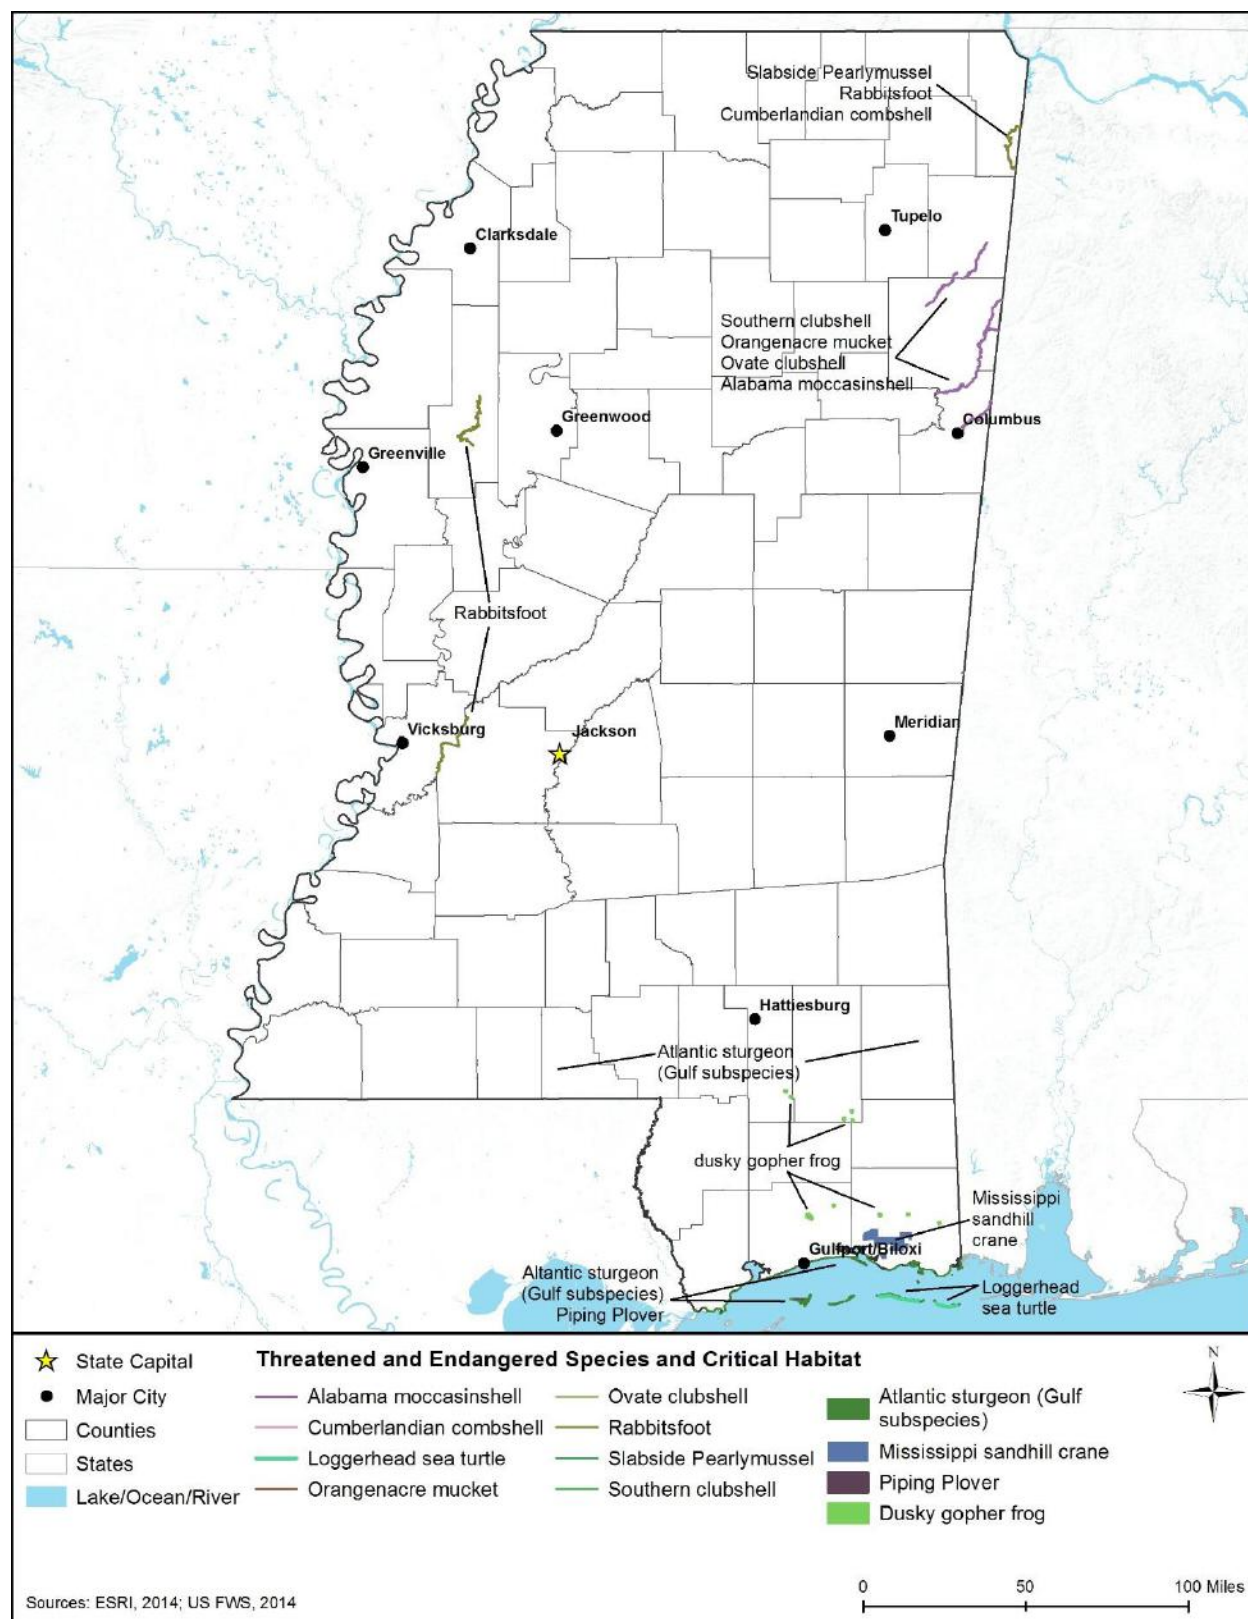 Slabside Pearlymussel
Rabbitsfoot
Cumberlandian combshell
Tupelo
Clarksdale
Southern clubshell
Orangenacre mucket
Ovate clubshell
Alabama moccasinshell
Greenwood
Columbus
Greenville
Rabbitsfoot
Vicksburg
Jackson
Meridian
Hattiesburg
Atlantic sturgeon
(Gulf subspecies)
dusky gopher frog
Mississippi
sandhill
crane
Gulfport/Biloxi
Altantic sturgeon
(Gulf subspecies)
Piping Plover
Loggerhead
sea turtle
State Capital
Major City
Counties
States
Lake/Ocean/River
Threatened and Endangered Species and Critical Habitat
Alabama moccasinshell
Cumberlandian combshell
Loggerhead sea turtle
Orangenacre mucket
Ovate clubshell
Rabbitsfoot
Slabside Pearlymussel
Southern clubshell
Atlantic sturgeon (Gulf
subspecies)
Mississippi sandhill crane
Piping Plover
Dusky gopher frog
N
Sources: ESRI, 2014; US FWS, 2014
0 50 100 Miles